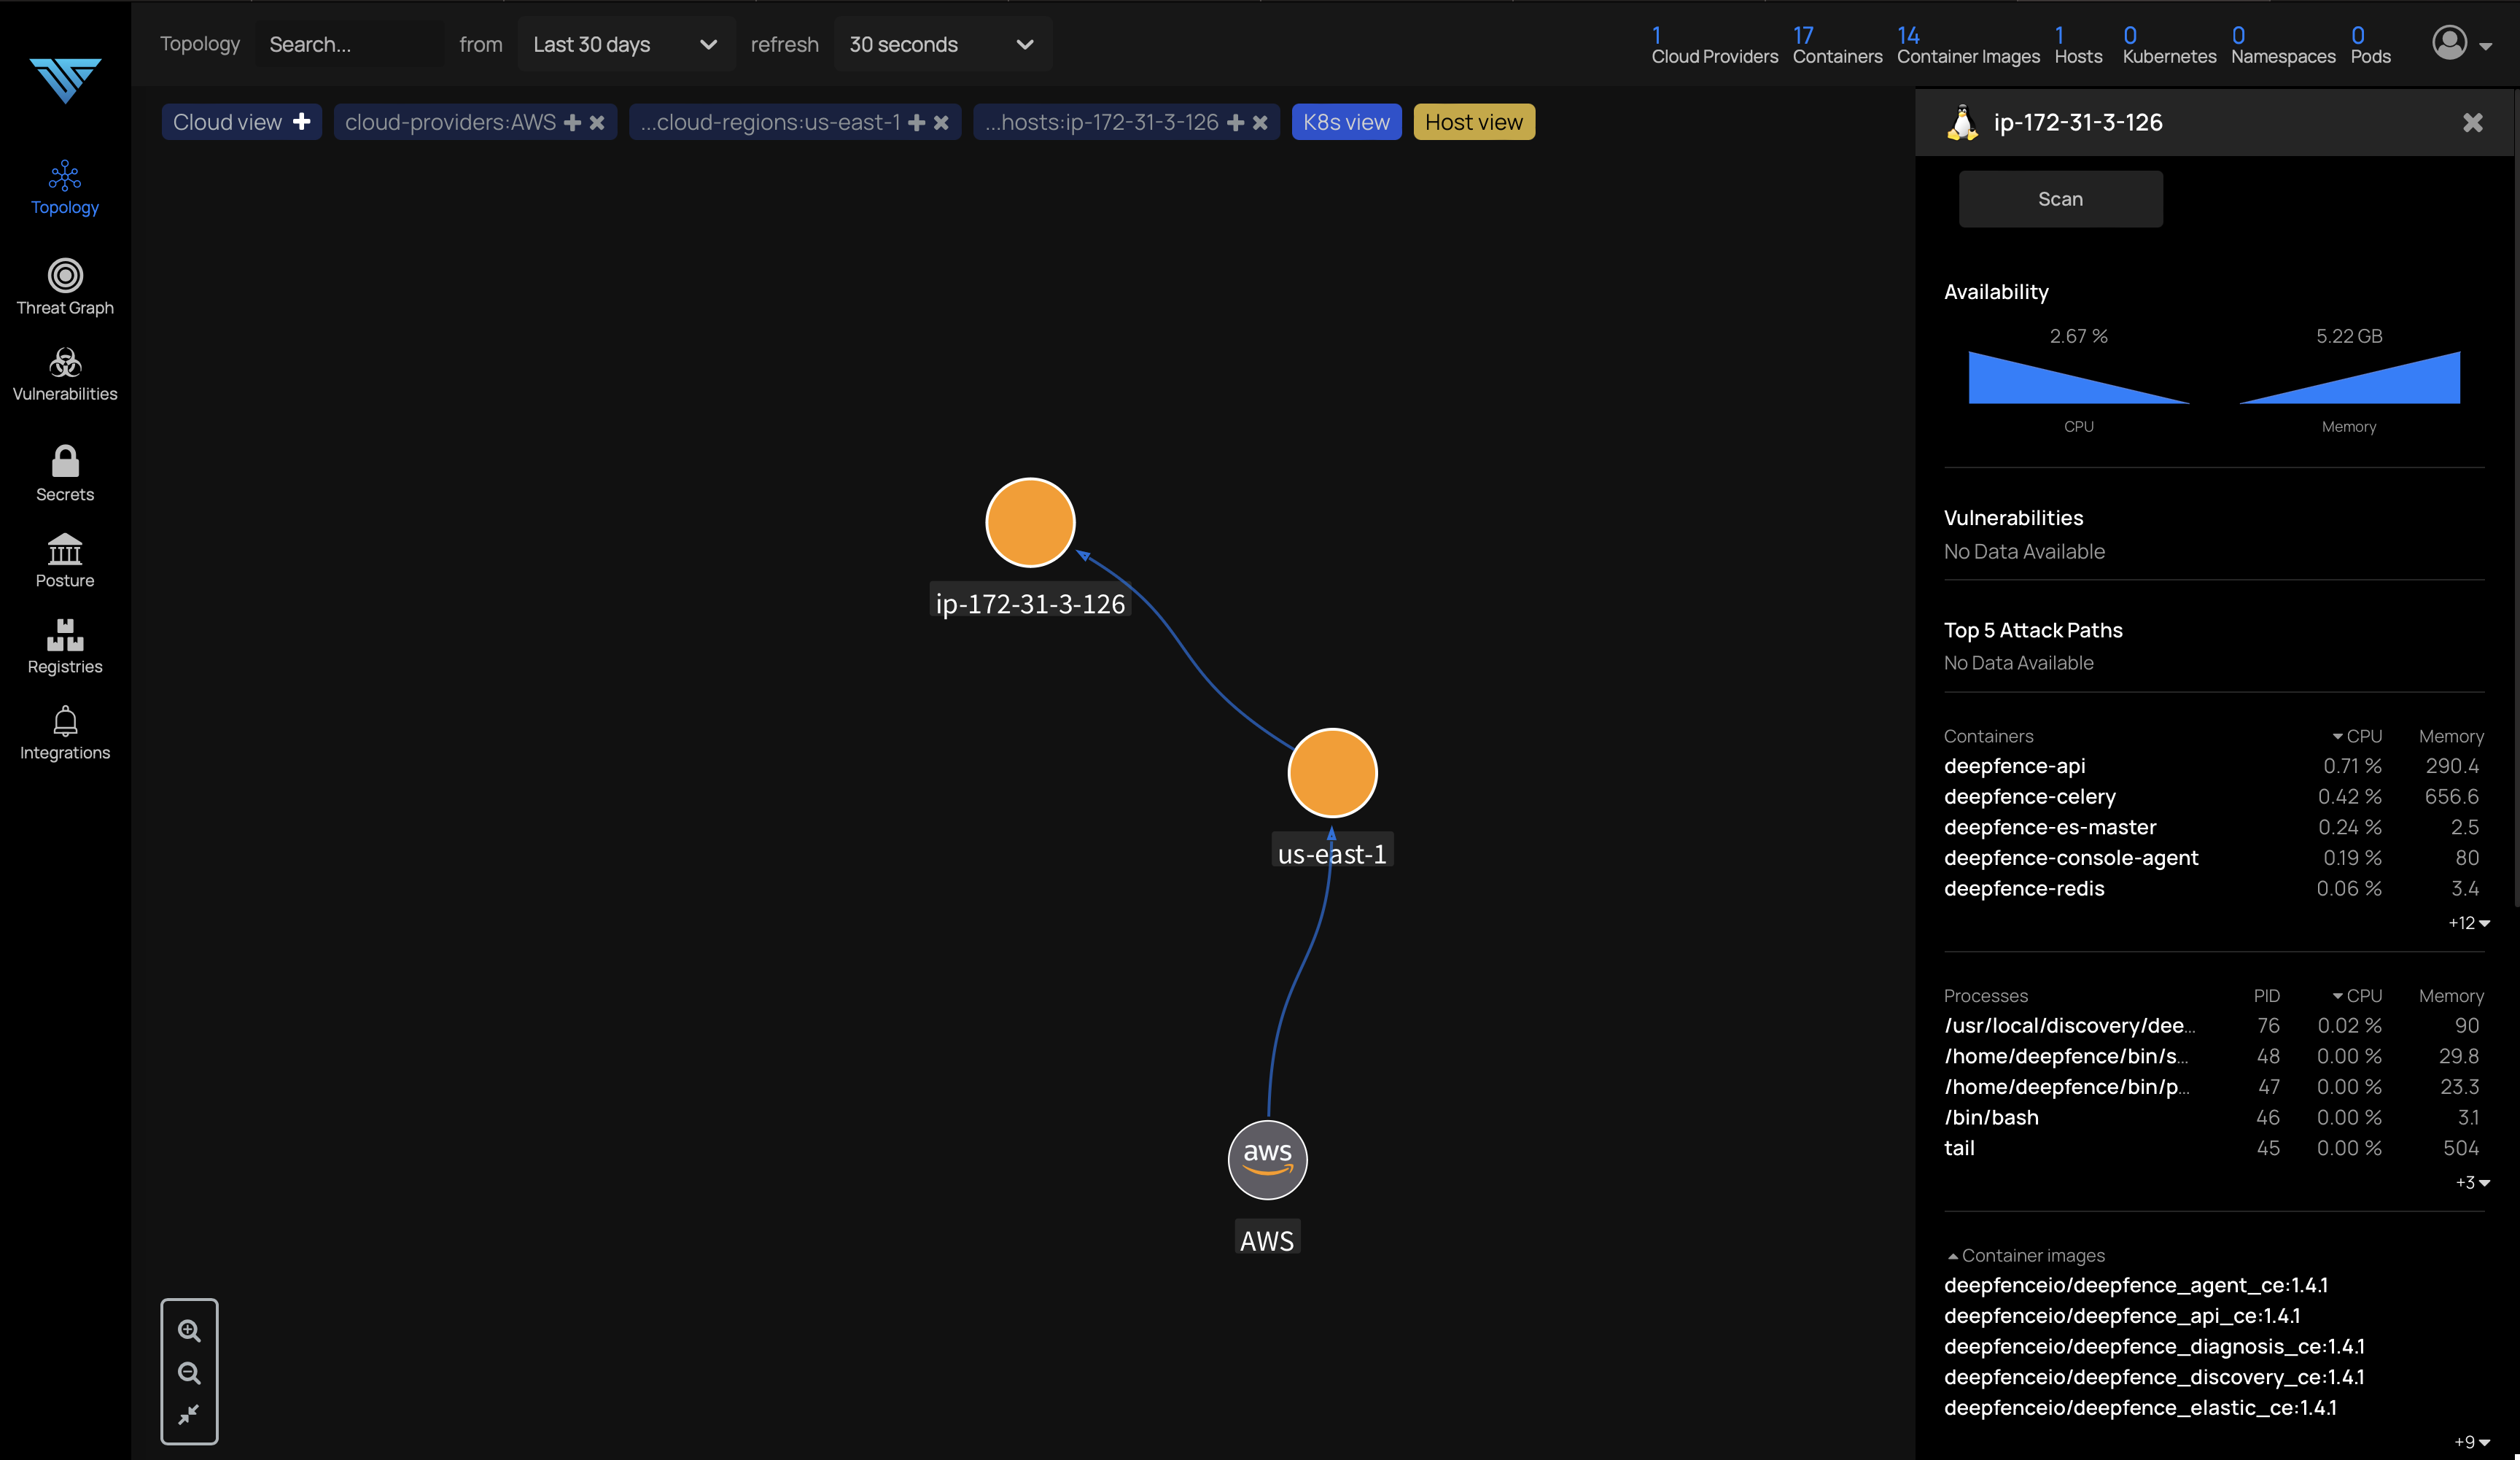 Topology Search... from Last 30 days refresh 30 seconds
1 Cloud Providers
17 Containers
14 Container Images
1 Hosts
0 Kubernetes
0 Namespaces
0 Pods
Topology
Threat Graph
Vulnerabilities
Secrets
Posture
Registries
Integrations
Cloud view cloud-providers:AWS ...cloud-regions:us-east-1 ...hosts:ip-172-31-3-126 K8s view Host view
ip-172-31-3-126
us-east-1
aws
AWS
ip-172-31-3-126
Scan
Availability
2.67 % 5.22 GB
CPU Memory
Vulnerabilities
No Data Available
Top 5 Attack Paths
No Data Available
Containers CPU Memory
deepfence-api 0.71 % 290.4
deepfence-celery 0.42 % 656.6
deepfence-es-master 0.24 % 2.5
deepfence-console-agent 0.19 % 80
deepfence-redis 0.06 % 3.4
+12
Processes PID CPU Memory
/usr/local/discovery/dee... 76 0.02 % 90
/home/deepfence/bin/s... 48 0.00 % 29.8
/home/deepfence/bin/p... 47 0.00 % 23.3
/bin/bash 46 0.00 % 3.1
tail 45 0.00 % 504
+3
Container images
deepfenceio/deepfence_agent_ce:1.4.1
deepfenceio/deepfence_api_ce:1.4.1
deepfenceio/deepfence_diagnosis_ce:1.4.1
deepfenceio/deepfence_discovery_ce:1.4.1
deepfenceio/deepfence_elastic_ce:1.4.1
+9